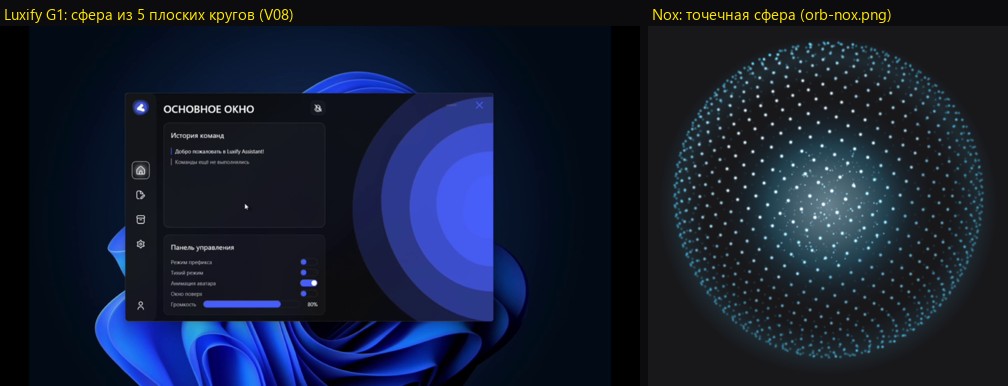 Luxify G1: сфера из 5 плоских кругов (V08)
Nox: точечная сфера (orb-nox.png)
ОСНОВНОЕ ОКНО
История команд
Добро пожаловать в Luxify Assistant!
Команды ещё не выполнялись
Панель управления
Режим префикса
Тихий режим
Анимация аватара
Окно поверх
Громкость
80%